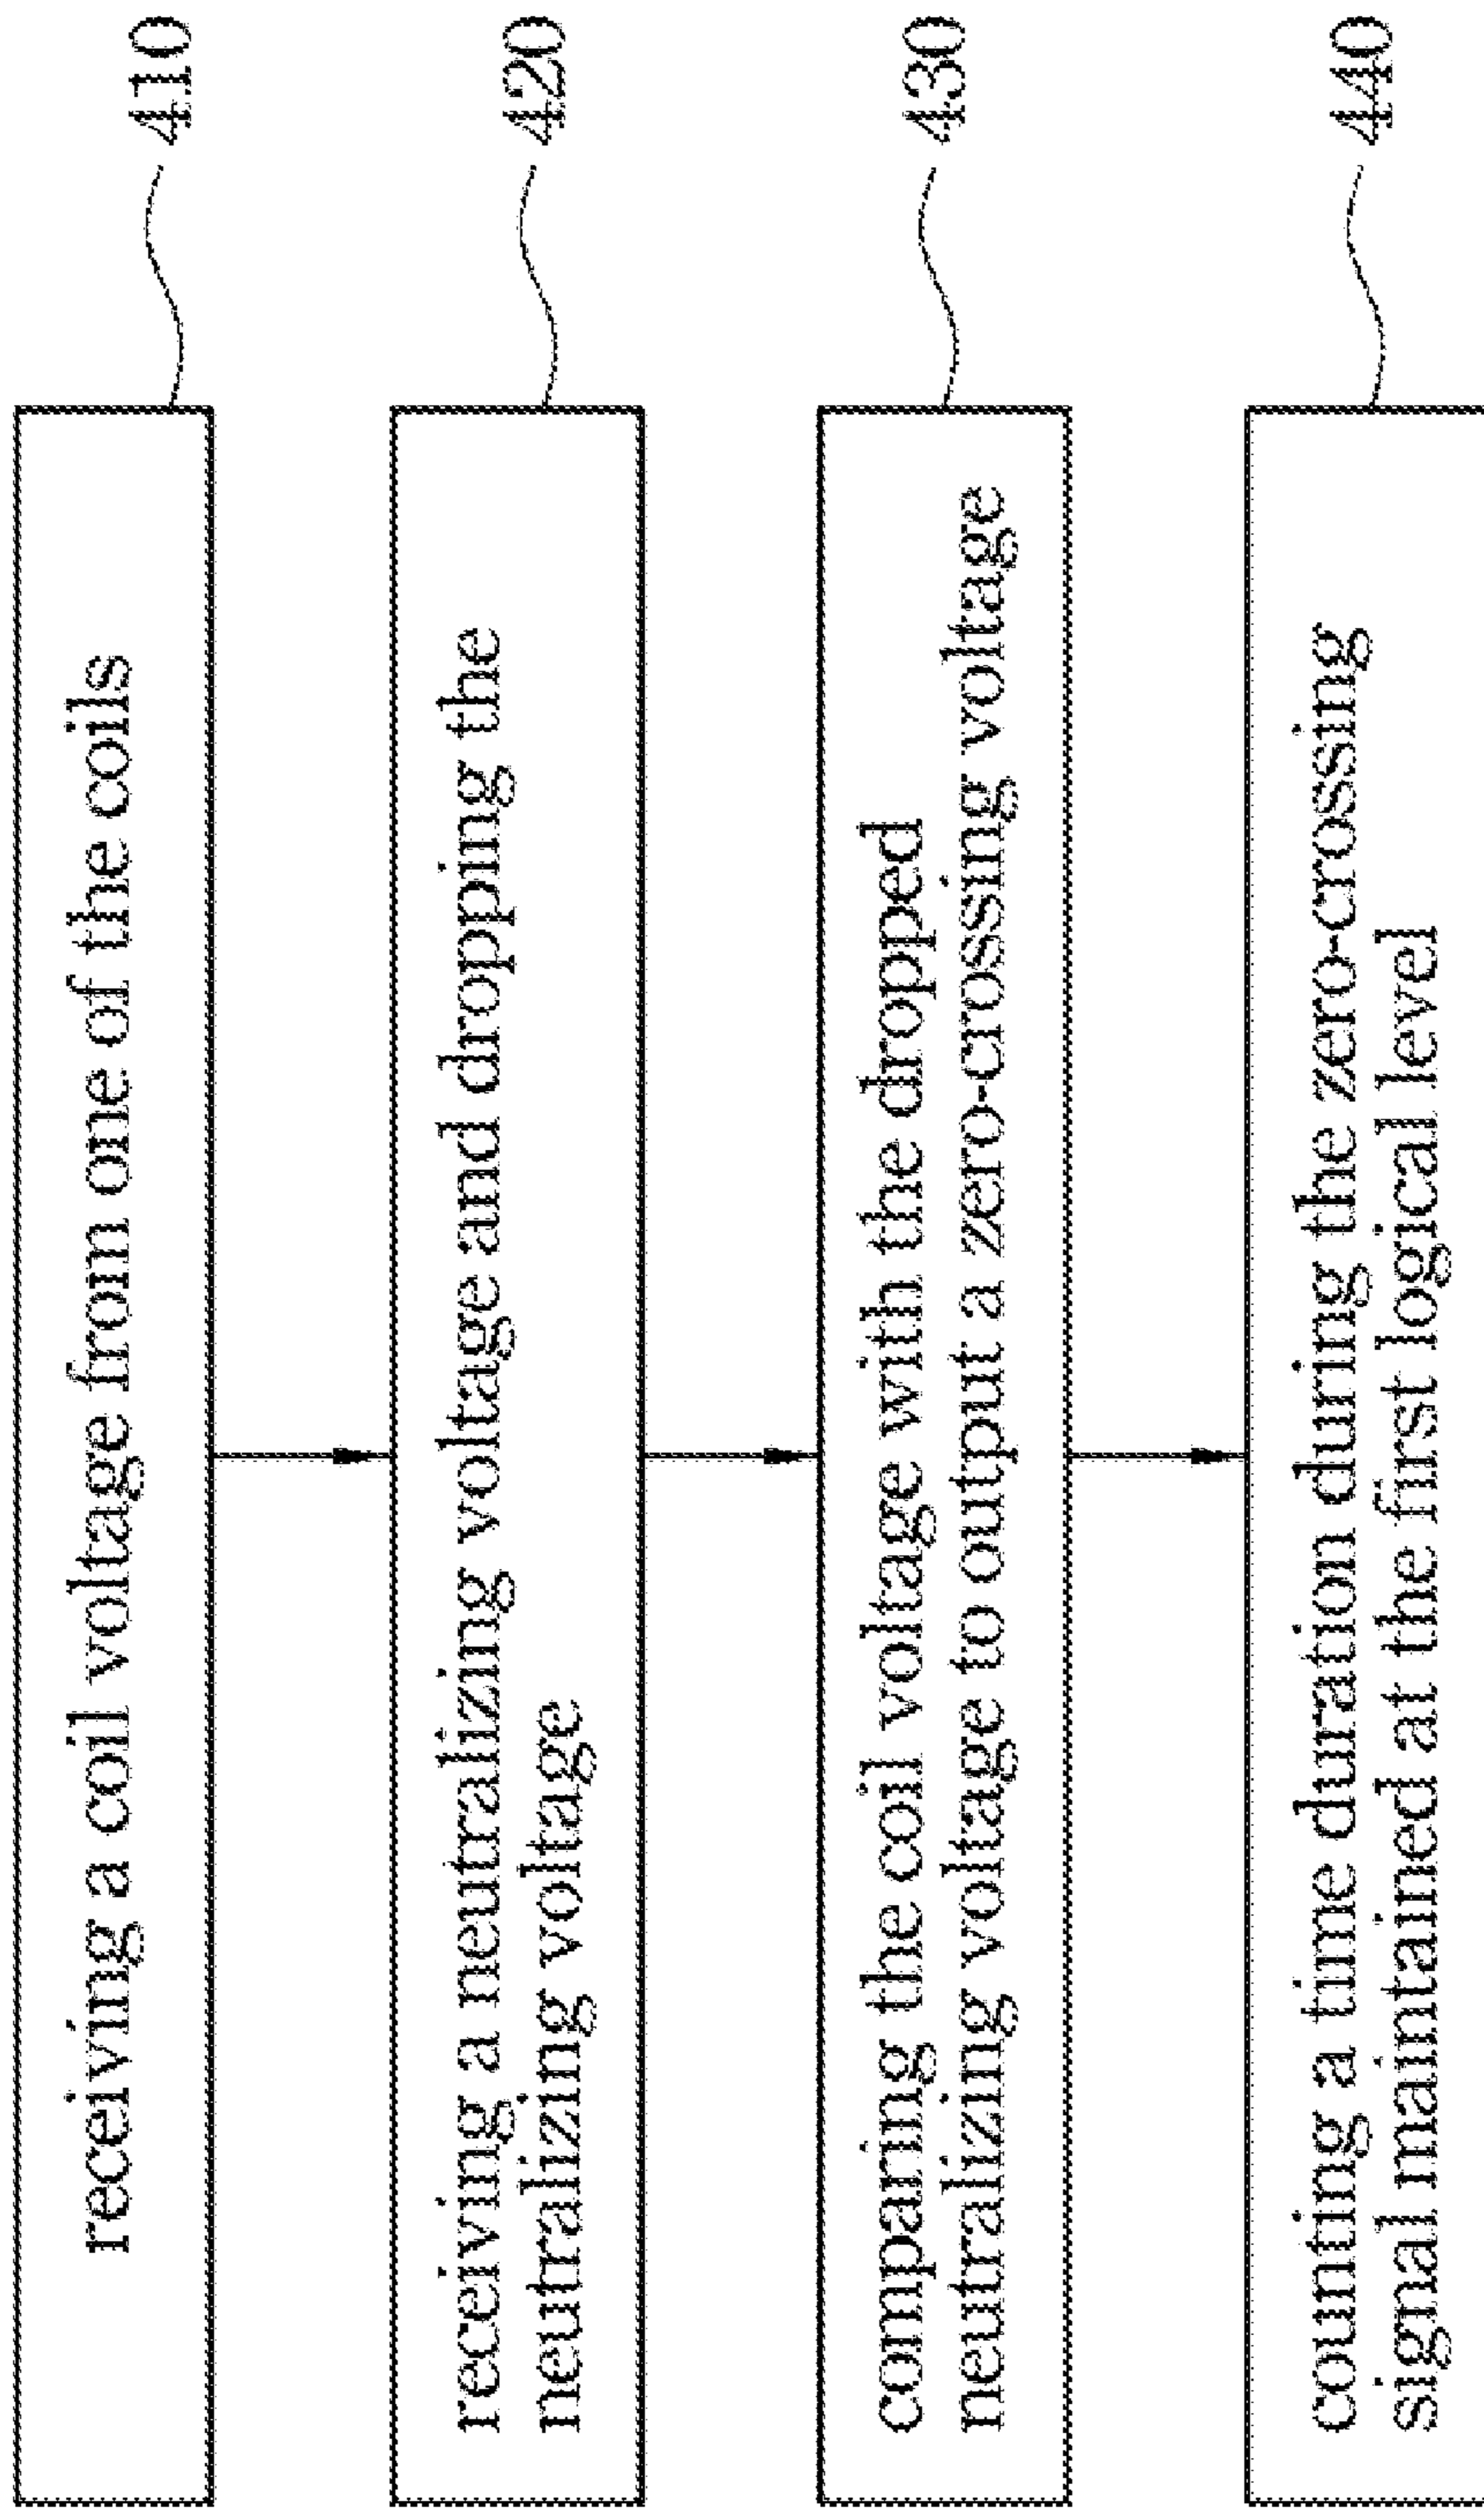 receiving a coil voltage from one of the coils
410
receiving a neutralizing voltage and dropping the
neutralizing voltage
420
comparing the coil voltage with the dropped
neutralizing voltage to output a zero-crossing voltage
430
counting a time duration during the zero-crossing
signal maintained at the first logical level
440